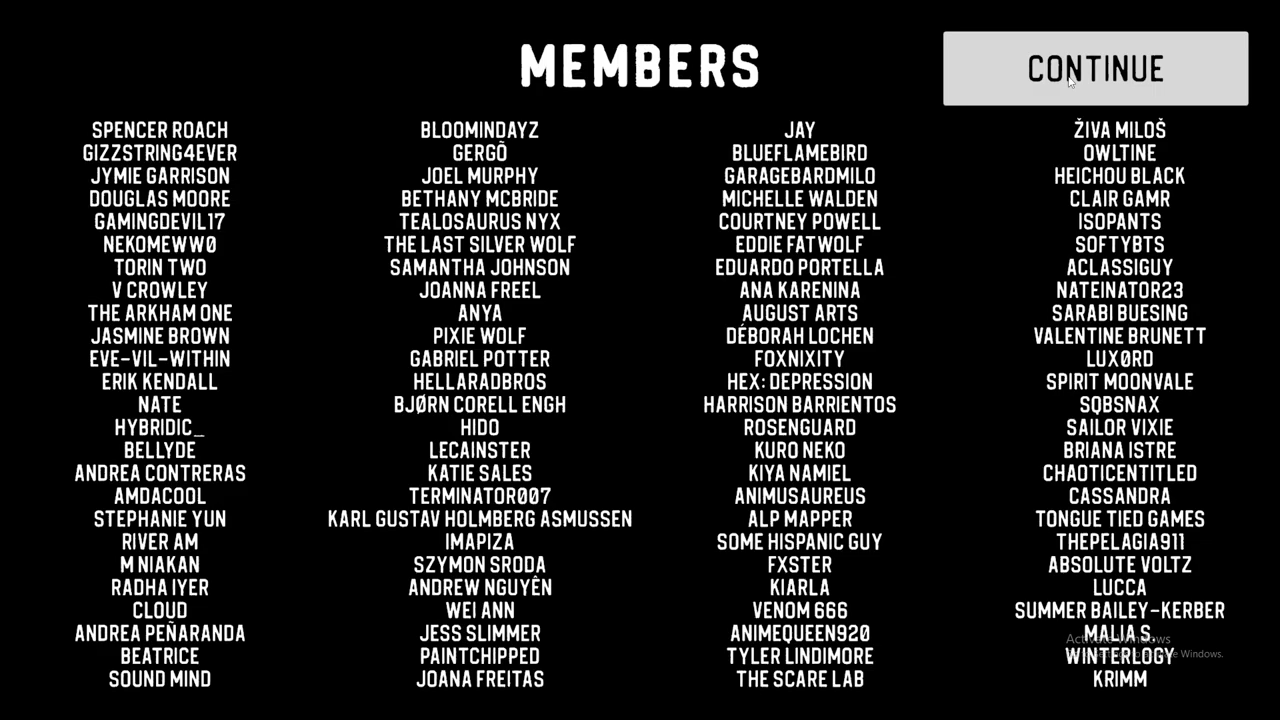 MEMBERS
CONTINUE
SPENCER ROACH
GIZZSTRING4EVER
JYMIE GARRISON
DOUGLAS MOORE
GAMINGDEVIL17
NEKOMEWW0
TORIN TWO
V CROWLEY
THE ARKHAM ONE
JASMINE BROWN
EVE-VIL-WITHIN
ERIK KENDALL
NATE
HYBRIDIC_
BELLYDE
ANDREA CONTRERAS
AMDACOOL
STEPHANIE YUN
RIVER AM
M NIAKAN
RADHA IYER
CLOUD
ANDREA PEÑARANDA
BEATRICE
SOUND MIND
BLOOMINDAYZ
GERGÕ
JOEL MURPHY
BETHANY MCBRIDE
TEALOSAURUS NYX
THE LAST SILVER WOLF
SAMANTHA JOHNSON
JOANNA FREEL
ANYA
PIXIE WOLF
GABRIEL POTTER
HELLARADBROS
BJØRN CORELL ENGH
HIDO
LECAINSTER
KATIE SALES
TERMINATOR007
KARL GUSTAV HOLMBERG ASMUSSEN
IMAPIZA
SZYMON SRODA
ANDREW NGUYÊN
WEI ANN
JESS SLIMMER
PAINTCHIPPED
JOANA FREITAS
JAY
BLUEFLAMEBIRD
GARAGEBARDMILO
MICHELLE WALDEN
COURTNEY POWELL
EDDIE FATWOLF
EDUARDO PORTELLA
ANA KARENINA
AUGUST ARTS
DÉBORAH LOCHEN
FOXNIXITY
HEX: DEPRESSION
HARRISON BARRIENTOS
ROSENGUARD
KURO NEKO
KIYA NAMIEL
ANIMUSAUREUS
ALP MAPPER
SOME HISPANIC GUY
FXSTER
KIARLA
VENOM 666
ANIMEQUEEN920
TYLER LINDIMORE
THE SCARE LAB
ŽIVA MILOŠ
OWLTINE
HEICHOU BLACK
CLAIR GAMR
ISOPANTS
SOFTYBTS
ACLASSIGUY
NATEINATOR23
SARABI BUESING
VALENTINE BRUNETT
LUXØRD
SPIRIT MOONVALE
SQBSNAX
SAILOR VIXIE
BRIANA ISTRE
CHAOTICENTITLED
CASSANDRA
TONGUE TIED GAMES
THEPELAGIA911
ABSOLUTE VOLTZ
LUCCA
SUMMER BAILEY-KERBER
MALIA S.
WINTERLOGY
KRIMM
Activate Windows
Windows.